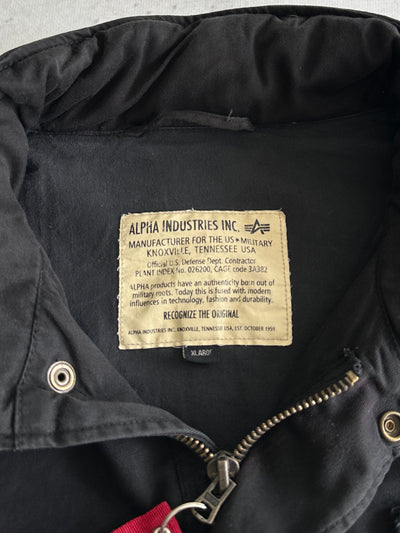 ALPHA INDUSTRIES INC.
MANUFACTURER FOR THE US★MILITARY
KNOXVILLE, TENNESSEE USA
Official U.S. Defense Dept. Contractor
PLANT INDEX No. 026200, CAGE code 3A382
ALPHA products have an authenticity born out of
military roots. Today this is fused with modern
influences in technology, fashion and durability.
RECOGNIZE THE ORIGINAL
ALPHA INDUSTRIES INC, KNOXVILLE, TENNESSEE USA, EST. OCTOBER 1959
XLARGE